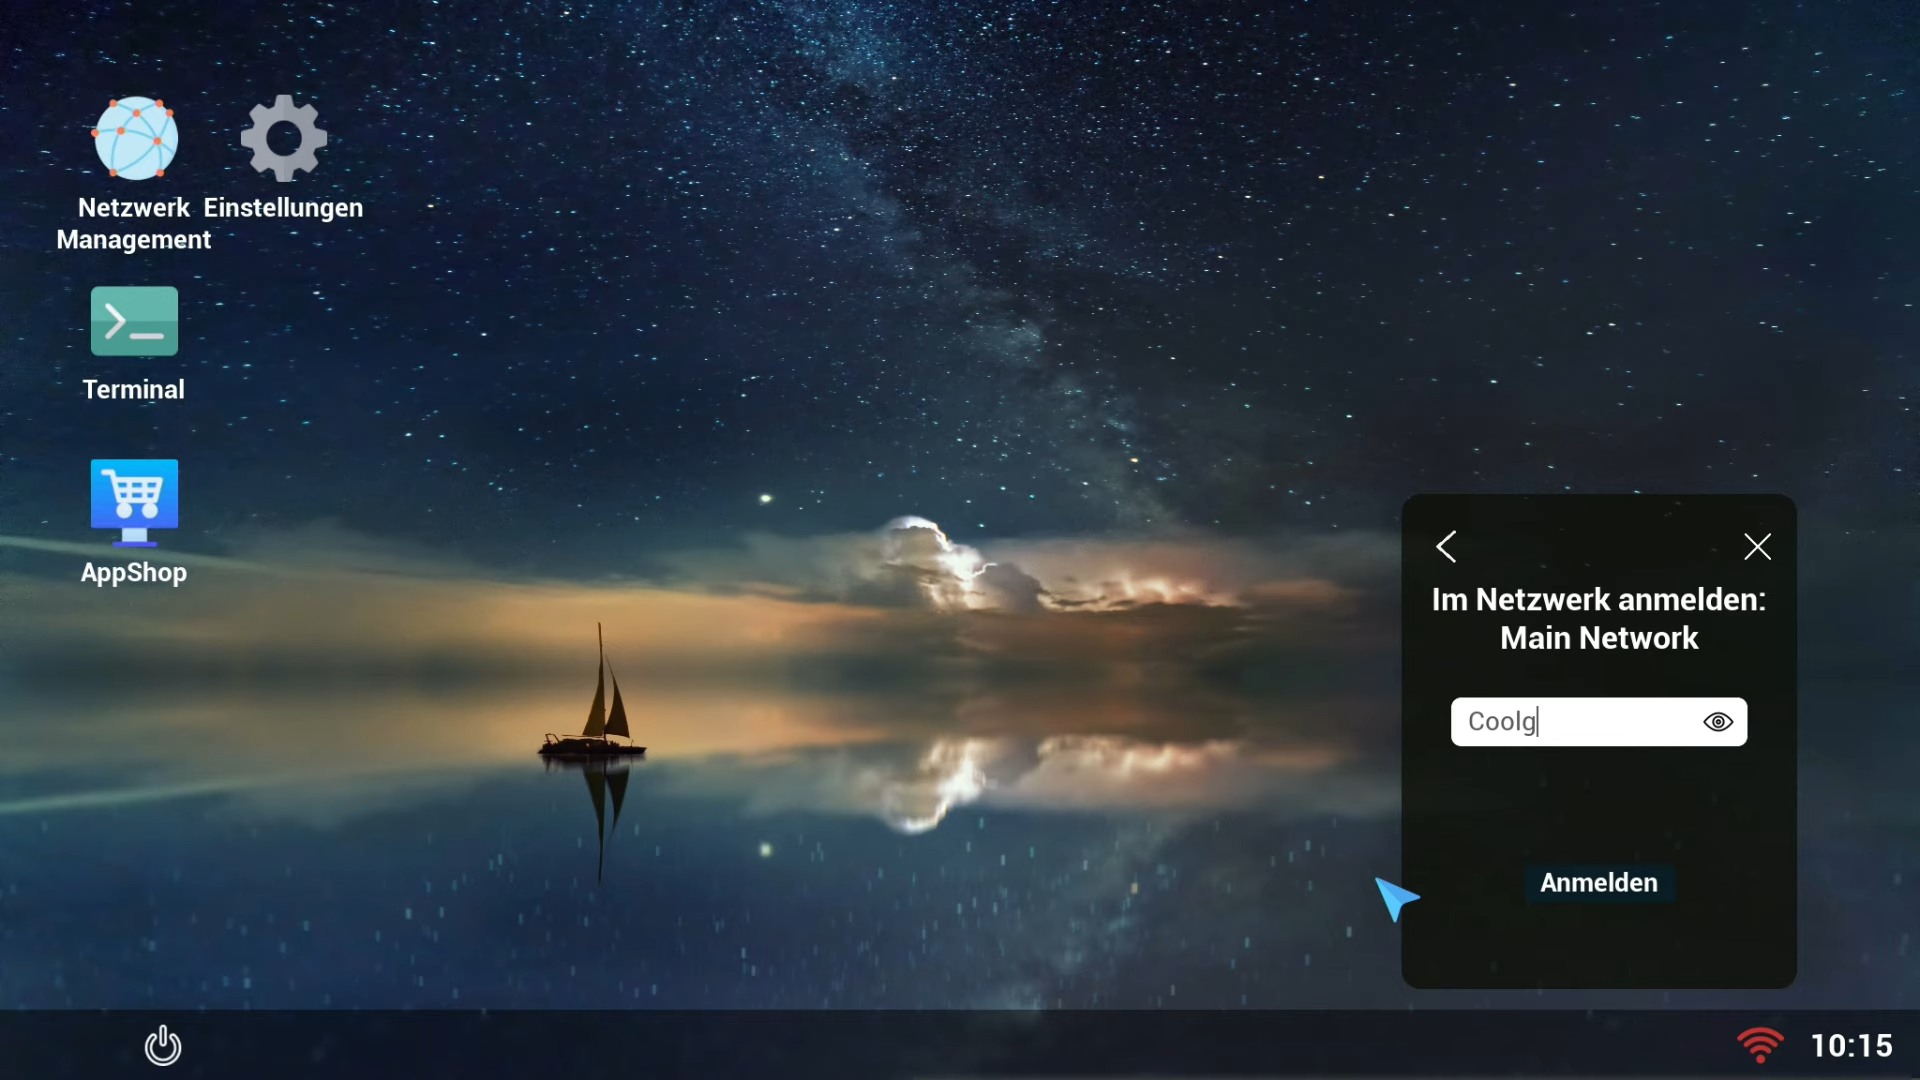 Netzwerk
Management
Einstellungen
Terminal
AppShop
Im Netzwerk anmelden:
Main Network
Coolg
Anmelden
10:15